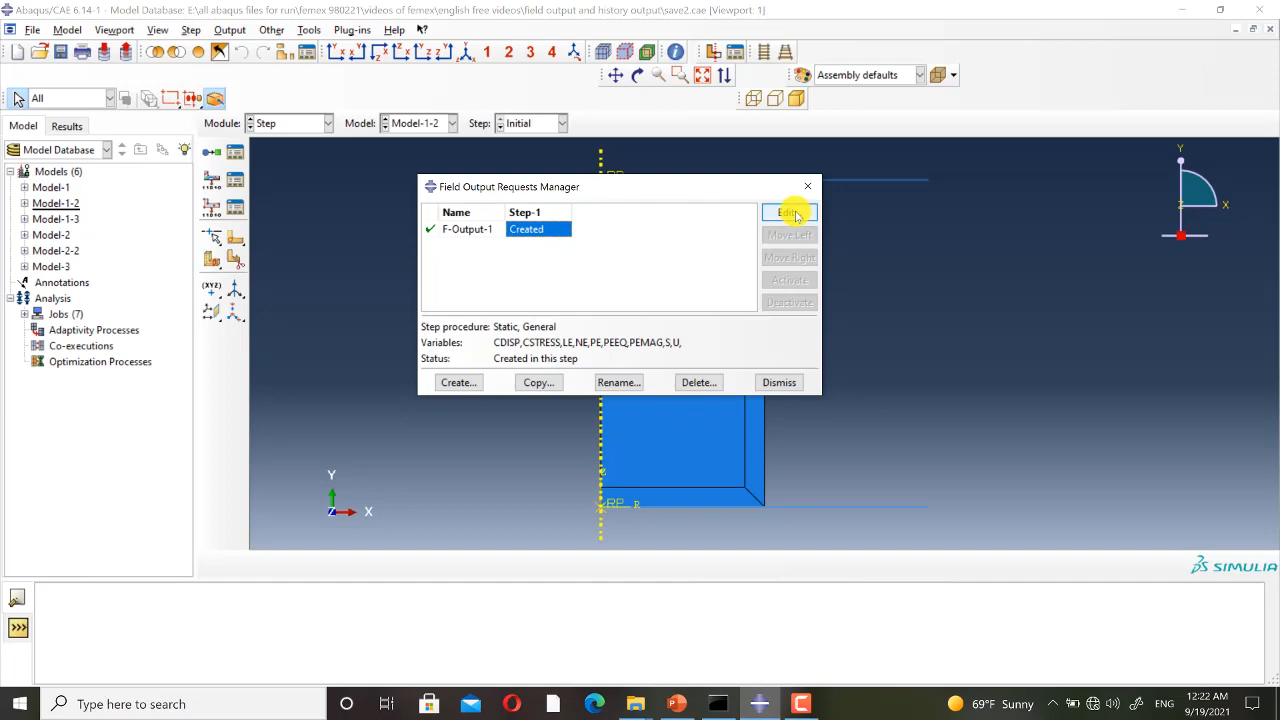 Abaqus/CAE 6.14-1 - Model Database: E:\all abaqus files for run\femex 980221\videos of femex\english free videos\field output and history output\save2.cae [Viewport: 1]
File Model Viewport View Step Output Other Tools Plug-ins Help
1 2 3 4
Assembly defaults
All
Model Results
Module: Step Model: Model-1-2 Step: Initial
Model Database
Models (6)
Model-1
Model-1-2
Model-1-3
Model-2
Model-2-2
Model-3
Annotations
Analysis
Jobs (7)
Adaptivity Processes
Co-executions
Optimization Processes
(XYZ)
Field Output Requests Manager
Name Step-1
F-Output-1 Created
Edit...
Move Left
Move Right
Activate
Deactivate
Step procedure: Static, General
Variables: CDISP,CSTRESS,LE,NE,PE,PEEQ,PEMAG,S,U,
Status: Created in this step
Create... Copy... Rename... Delete... Dismiss
Y
Z
X
RP R
Y
Z X
SIMULIA
>>>
Type here to search
69°F Sunny
ENG
12:22 AM
9/19/2021